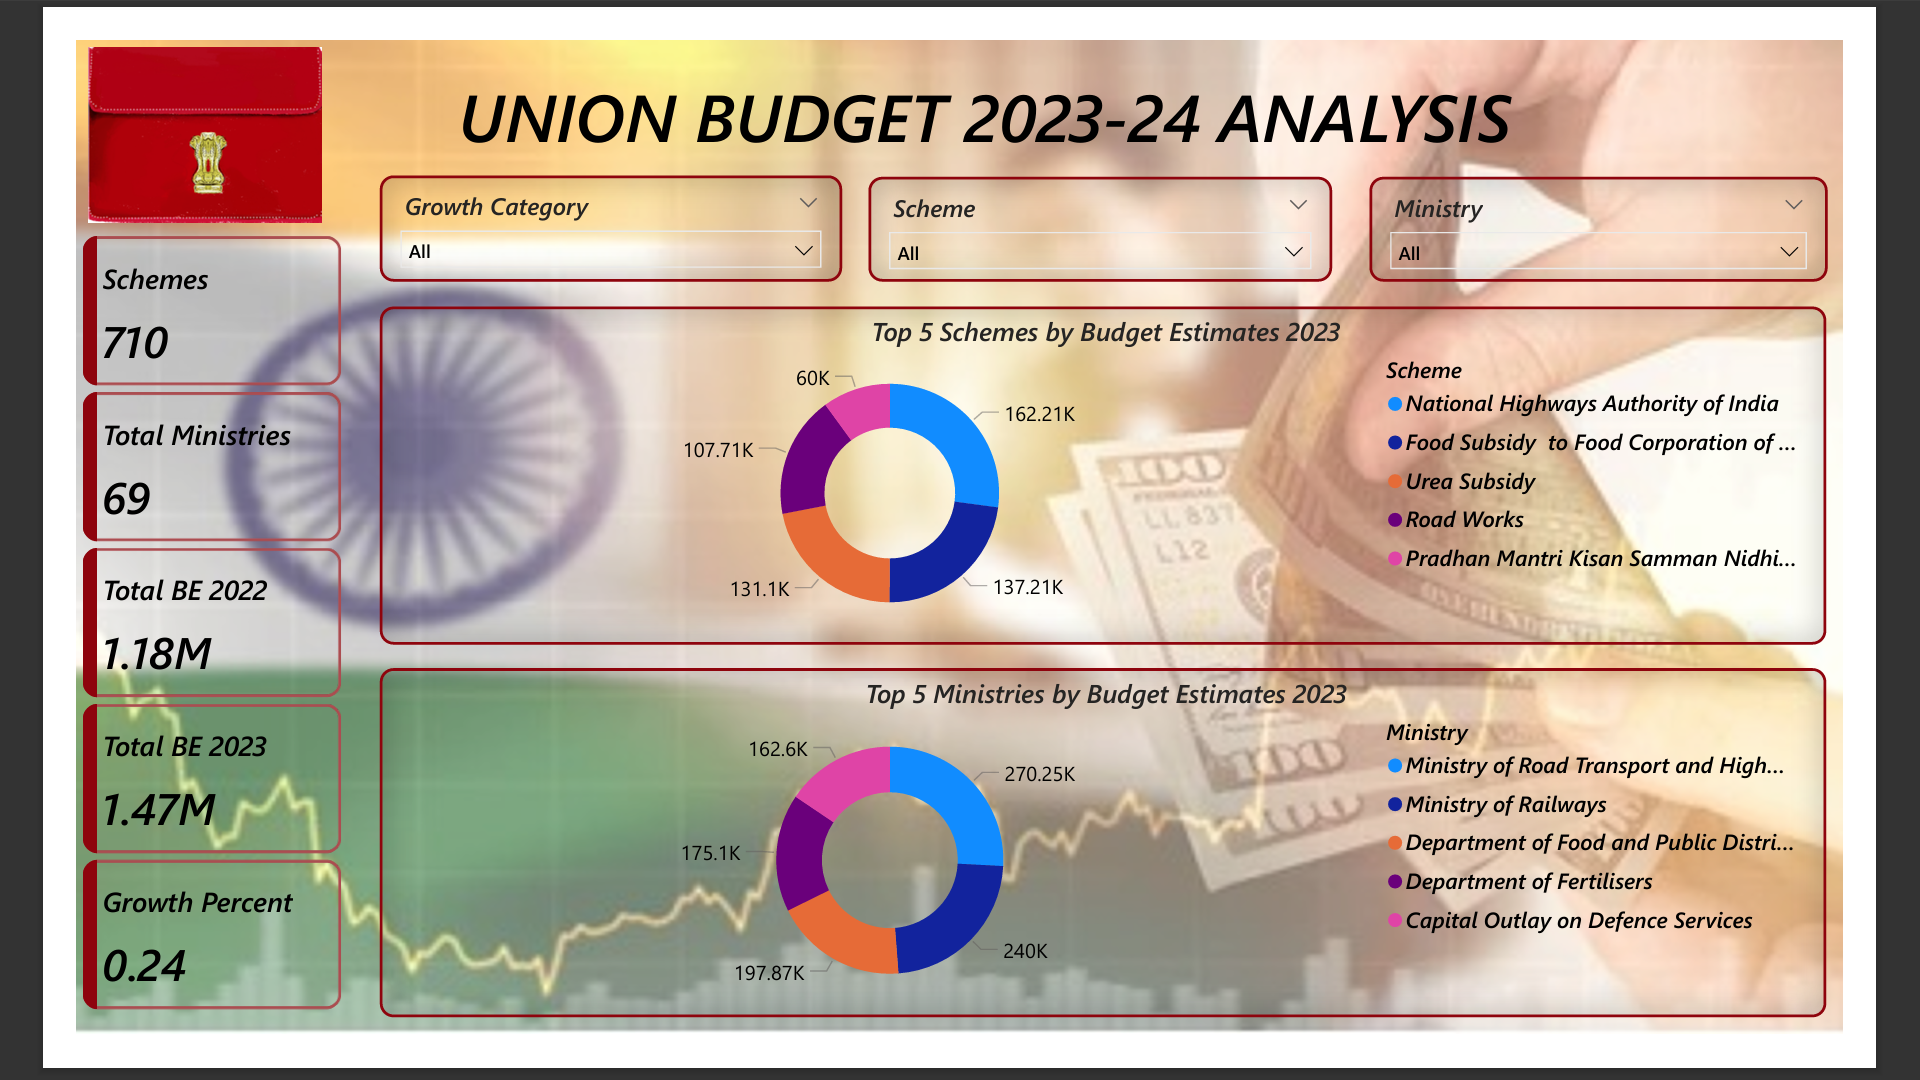 UNION BUDGET 2023-24 ANALYSIS
Growth Category
All
Scheme
All
Ministry
All
Schemes
710
Total Ministries
69
Total BE 2022
1.18M
Total BE 2023
1.47M
Growth Percent
0.24
Top 5 Schemes by Budget Estimates 2023
60K
162.21K
107.71K
131.1K
137.21K
Scheme
National Highways Authority of India
Food Subsidy to Food Corporation of ...
Urea Subsidy
Road Works
Pradhan Mantri Kisan Samman Nidhi...
Top 5 Ministries by Budget Estimates 2023
162.6K
270.25K
175.1K
197.87K
240K
Ministry
Ministry of Road Transport and High...
Ministry of Railways
Department of Food and Public Distri...
Department of Fertilisers
Capital Outlay on Defence Services
100
LL 837
L12
100